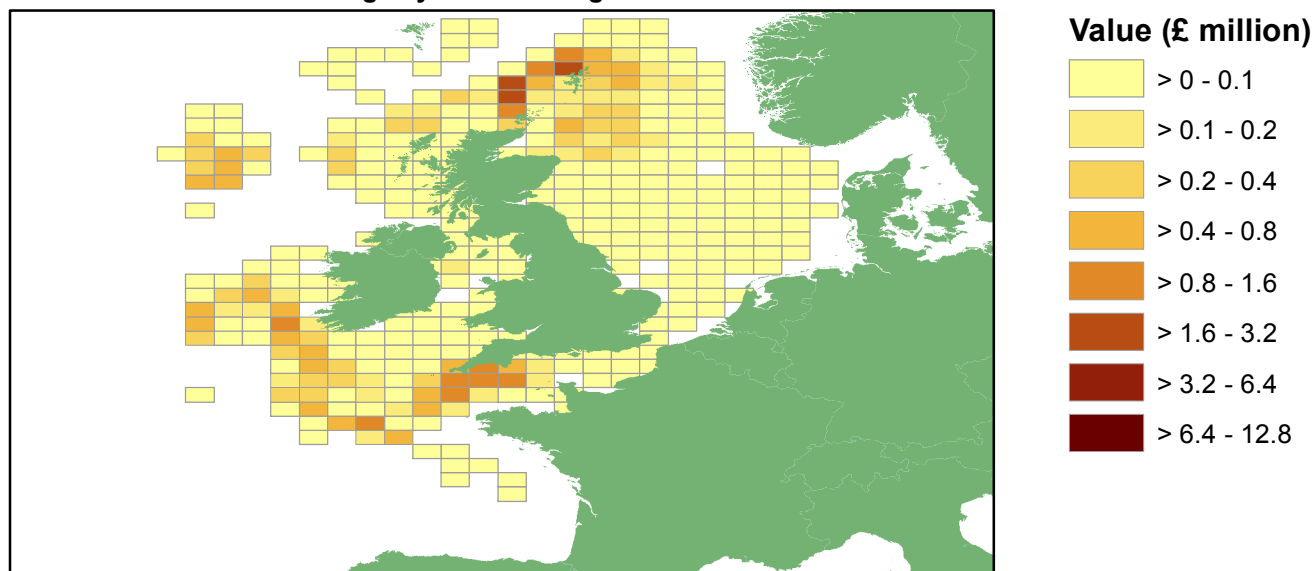 Value (£ million)
> 0 - 0.1
> 0.1 - 0.2
> 0.2 - 0.4
> 0.4 - 0.8
> 0.8 - 1.6
> 1.6 - 3.2
> 3.2 - 6.4
> 6.4 - 12.8